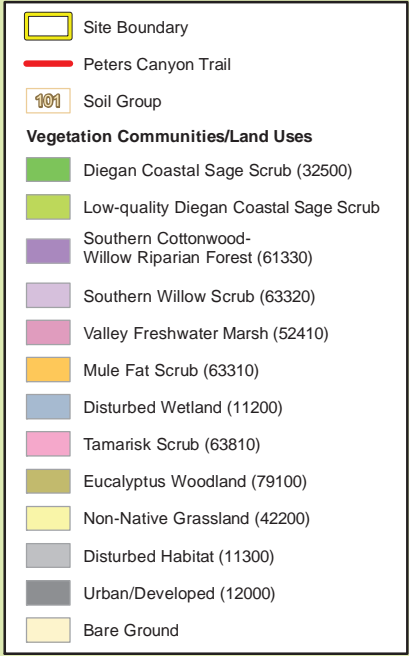 Site Boundary
Peters Canyon Trail
101 Soil Group
Vegetation Communities/Land Uses
Diegan Coastal Sage Scrub (32500)
Low-quality Diegan Coastal Sage Scrub
Southern Cottonwood-
Willow Riparian Forest (61330)
Southern Willow Scrub (63320)
Valley Freshwater Marsh (52410)
Mule Fat Scrub (63310)
Disturbed Wetland (11200)
Tamarisk Scrub (63810)
Eucalyptus Woodland (79100)
Non-Native Grassland (42200)
Disturbed Habitat (11300)
Urban/Developed (12000)
Bare Ground